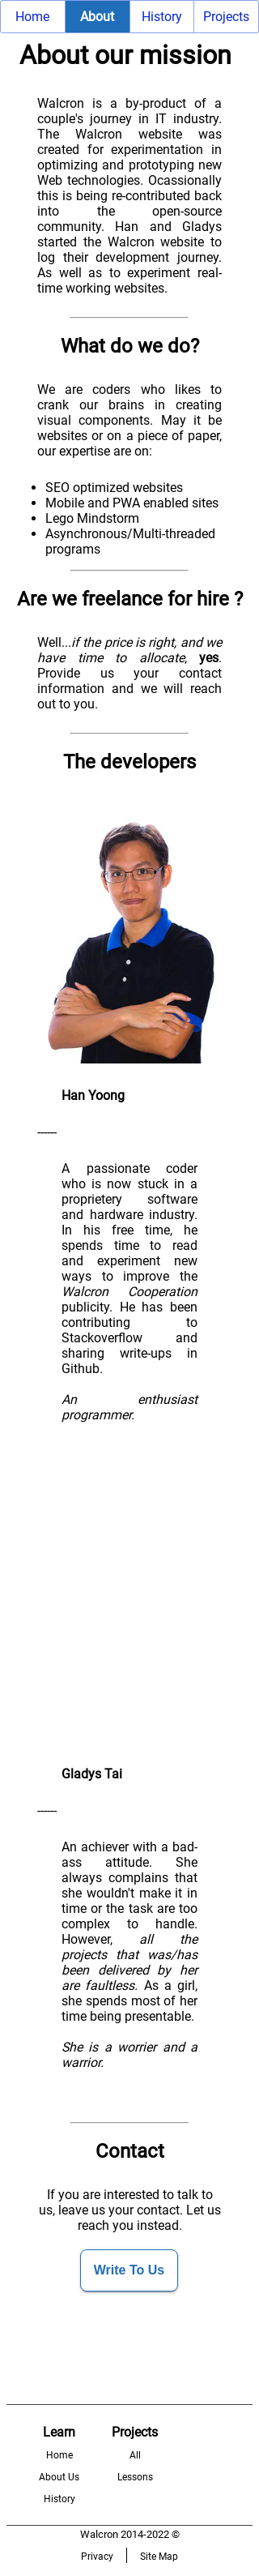 Home About History Projects
About our mission
Walcron is a by-product of a
couple's journey in IT industry.
The Walcron website was
created for experimentation in
optimizing and prototyping new
Web technologies. Ocassionally
this is being re-contributed back
into the open-source
community. Han and Gladys
started the Walcron website to
log their development journey.
As well as to experiment real-
time working websites.
What do we do?
We are coders who likes to
crank our brains in creating
visual components. May it be
websites or on a piece of paper,
our expertise are on:
• SEO optimized websites
• Mobile and PWA enabled sites
• Lego Mindstorm
• Asynchronous/Multi-threaded
programs
Are we freelance for hire ?
Well...if the price is right, and we
have time to allocate, yes.
Provide us your contact
information and we will reach
out to you.
The developers
Han Yoong
------
A passionate coder
who is now stuck in a
proprietery software
and hardware industry.
In his free time, he
spends time to read
and experiment new
ways to improve the
Walcron Cooperation
publicity. He has been
contributing to
Stackoverflow and
sharing write-ups in
Github.
An enthusiast
programmer.
Gladys Tai
------
An achiever with a bad-
ass attitude. She
always complains that
she wouldn't make it in
time or the task are too
complex to handle.
However, all the
projects that was/has
been delivered by her
are faultless. As a girl,
she spends most of her
time being presentable.
She is a worrier and a
warrior.
Contact
If you are interested to talk to
us, leave us your contact. Let us
reach you instead.
Write To Us
Learn Projects
Home All
About Us Lessons
History
Walcron 2014-2022 ©
Privacy Site Map